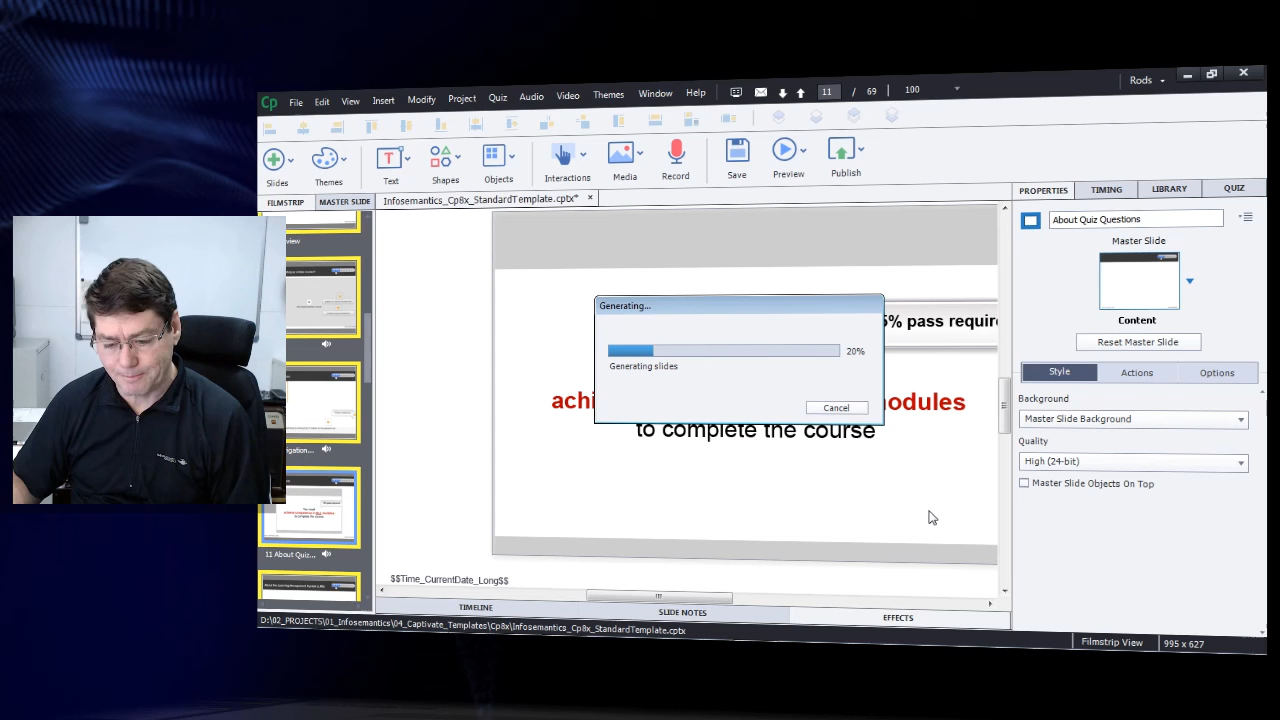 Cp File Edit View Insert Modify Project Quiz Audio Video Themes Window Help 11 / 69 100 Rods
Slides Themes Text Shapes Objects Interactions Media Record Save Preview Publish
FILMSTRIP MASTER SLIDE Infosemantics_Cp8x_StandardTemplate.cptx* × PROPERTIES TIMING LIBRARY QUIZ
About Quiz Questions
Master Slide
Content
Reset Master Slide
Style Actions Options
Background
Master Slide Background
Quality
High (24-bit)
Master Slide Objects On Top
Generating...
20%
Generating slides
Cancel
5% pass require
achi
nodules
to complete the course
11 About Quiz...
$$Time_CurrentDate_Long$$
TIMELINE SLIDE NOTES EFFECTS
D:\02_PROJECTS\01_Infosemantics\04_Captivate_Templates\Cp8x\Infosemantics_Cp8x_StandardTemplate.cptx
Filmstrip View 995 x 627